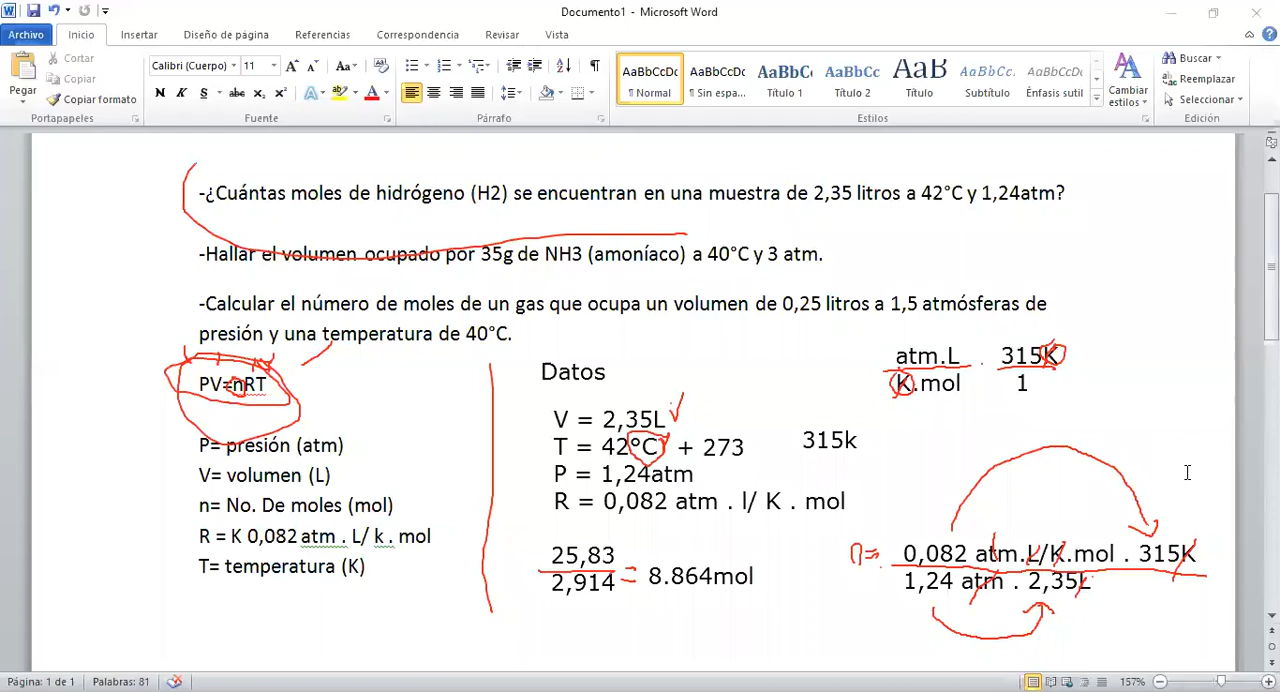 Documento1 - Microsoft Word
Archivo Inicio Insertar Diseño de página Referencias Correspondencia Revisar Vista
Pegar
Cortar
Copiar
Copiar formato
Portapapeles
Calibri (Cuerpo) 11
N K S abc x₂ x²
Fuente
Párrafo
AaBbCcDc AaBbCcDc AaBbCc AaBbCc AaB AaBbCc. AaBbCcDc
Normal Sin espa... Título 1 Título 2 Título Subtítulo Énfasis sutil
Estilos
Cambiar estilos
Buscar
Reemplazar
Seleccionar
Edición
-¿Cuántas moles de hidrógeno (H2) se encuentran en una muestra de 2,35 litros a 42°C y 1,24atm?
-Hallar el volumen ocupado por 35g de NH3 (amoníaco) a 40°C y 3 atm.
-Calcular el número de moles de un gas que ocupa un volumen de 0,25 litros a 1,5 atmósferas de
presión y una temperatura de 40°C.
PV=nRT
P= presión (atm)
V= volumen (L)
n= No. De moles (mol)
R = K 0,082 atm . L/ k . mol
T= temperatura (K)
Datos
V = 2,35L
T = 42°C + 273 315k
P = 1,24atm
R = 0,082 atm . l/ K . mol
25,83
2,914 = 8.864mol
atm.L . 315K
K.mol 1
n= 0,082 atm.L/K.mol . 315K
1,24 atm . 2,35L
Página: 1 de 1 Palabras: 81 157%